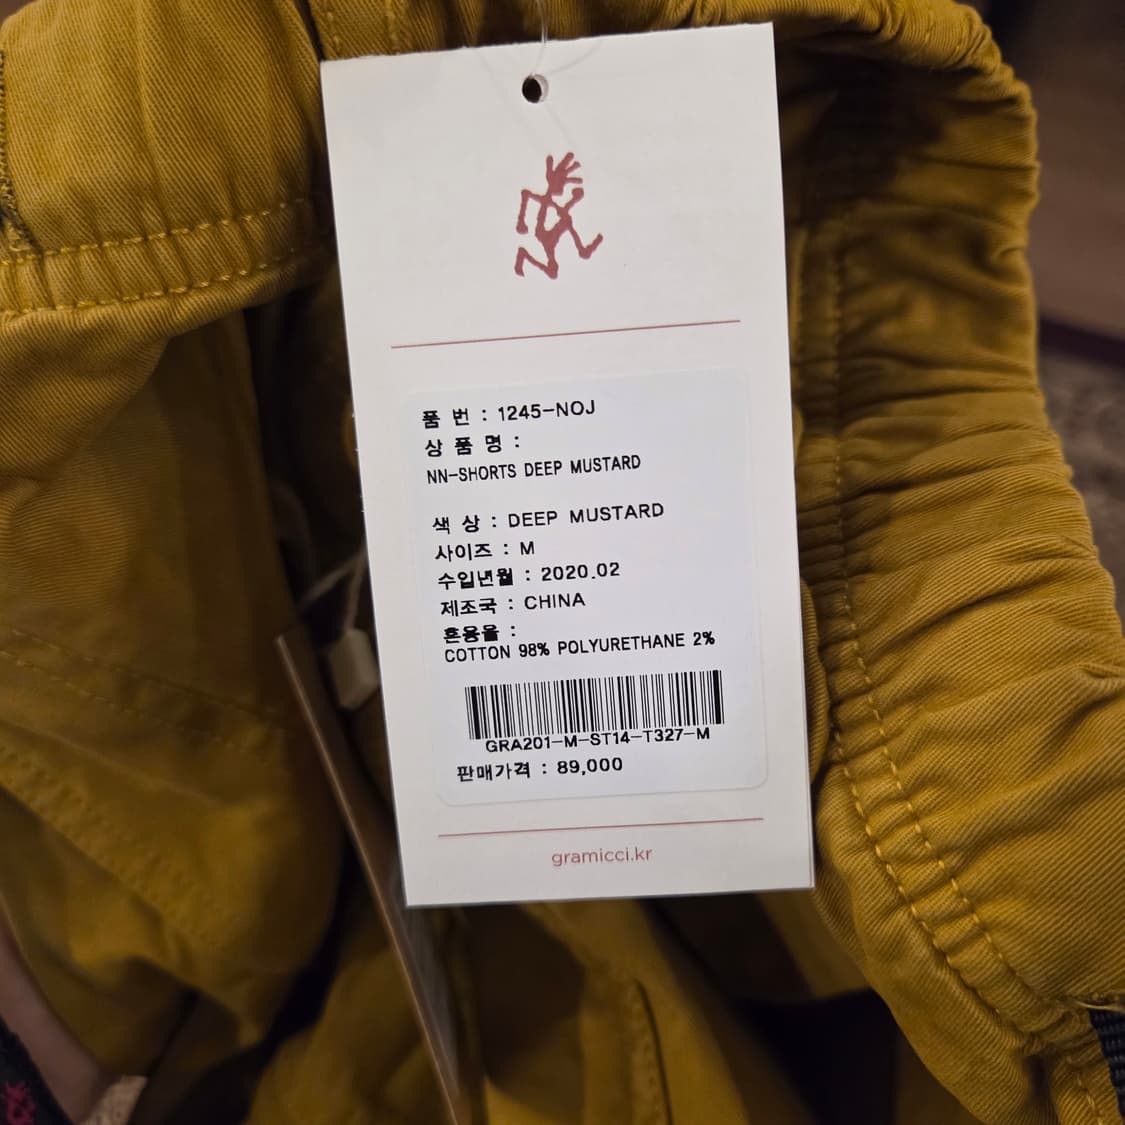 품 번 : 1245-NOJ
상 품 명 :
NN-SHORTS DEEP MUSTARD
색 상 : DEEP MUSTARD
사이즈 : M
수입년월 : 2020.02
제조국 : CHINA
혼용율 :
COTTON 98% POLYURETHANE 2%
GRA201-M-ST14-T327-M
판매가격 : 89,000
gramicci.kr